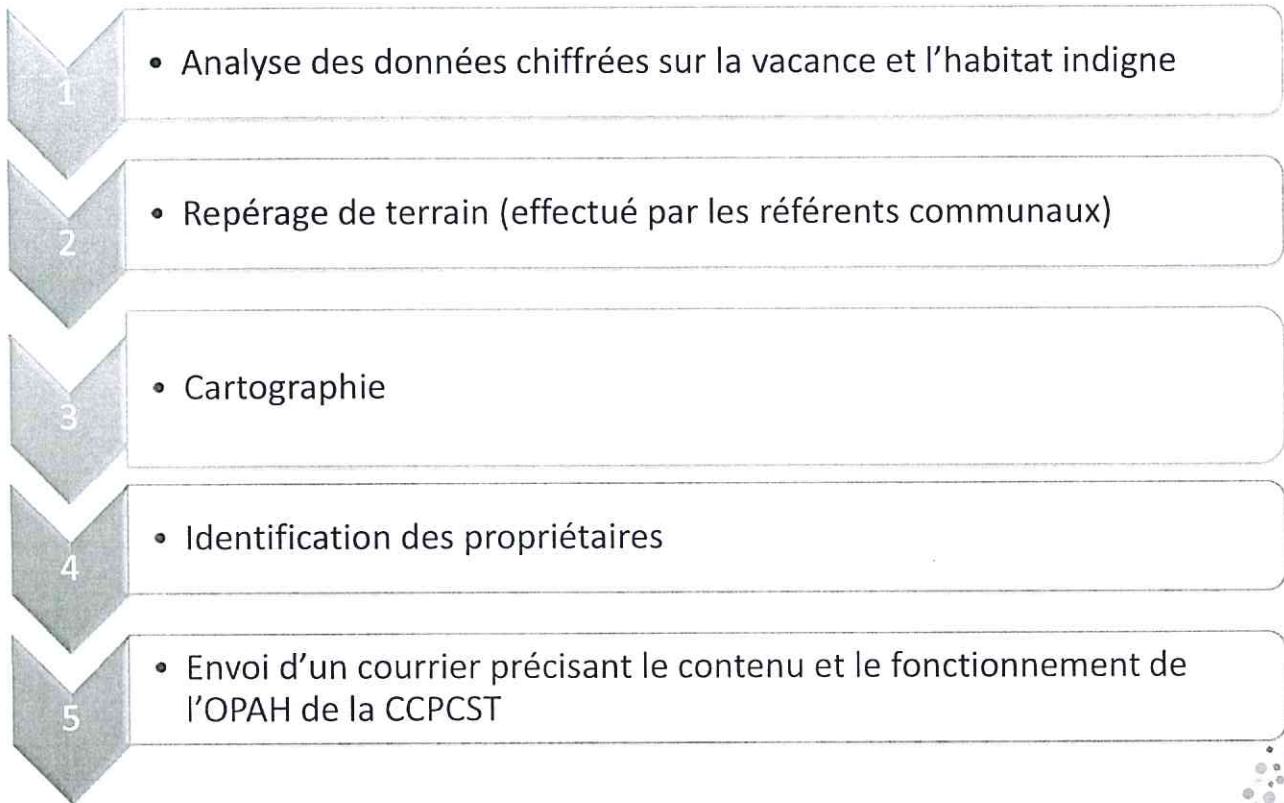 1
• Analyse des données chiffrées sur la vacance et l'habitat indigne
2
• Repérage de terrain (effectué par les référents communaux)
3
• Cartographie
4
• Identification des propriétaires
5
• Envoi d'un courrier précisant le contenu et le fonctionnement de
l'OPAH de la CCPCST